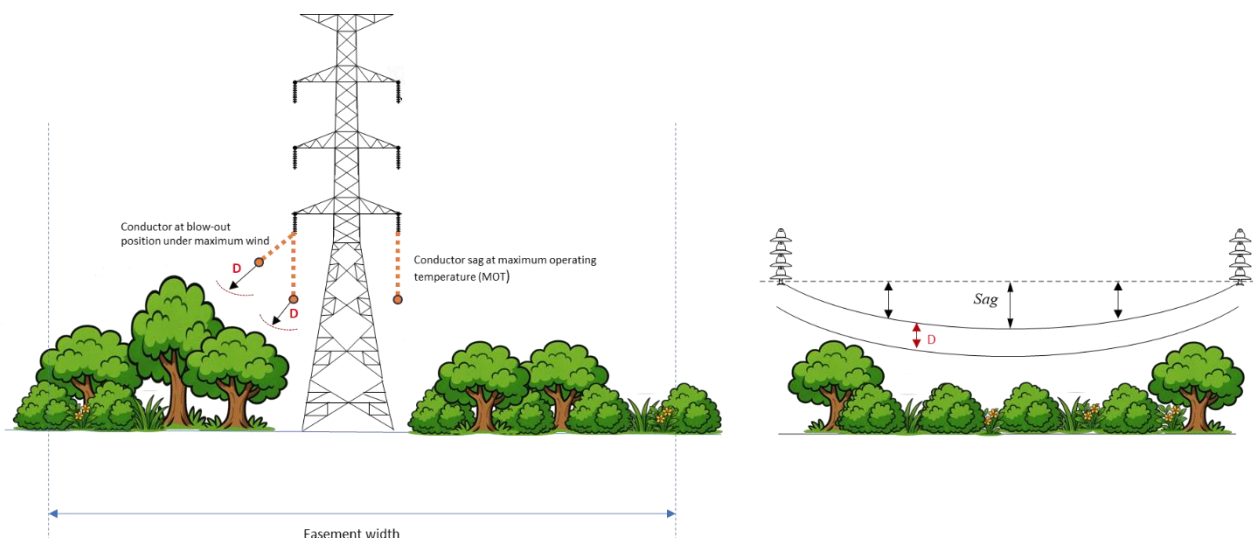 Conductor at blow-out
position under maximum wind
D
D
Conductor sag at maximum operating
temperature (MOT)
Easement width
Sag
D